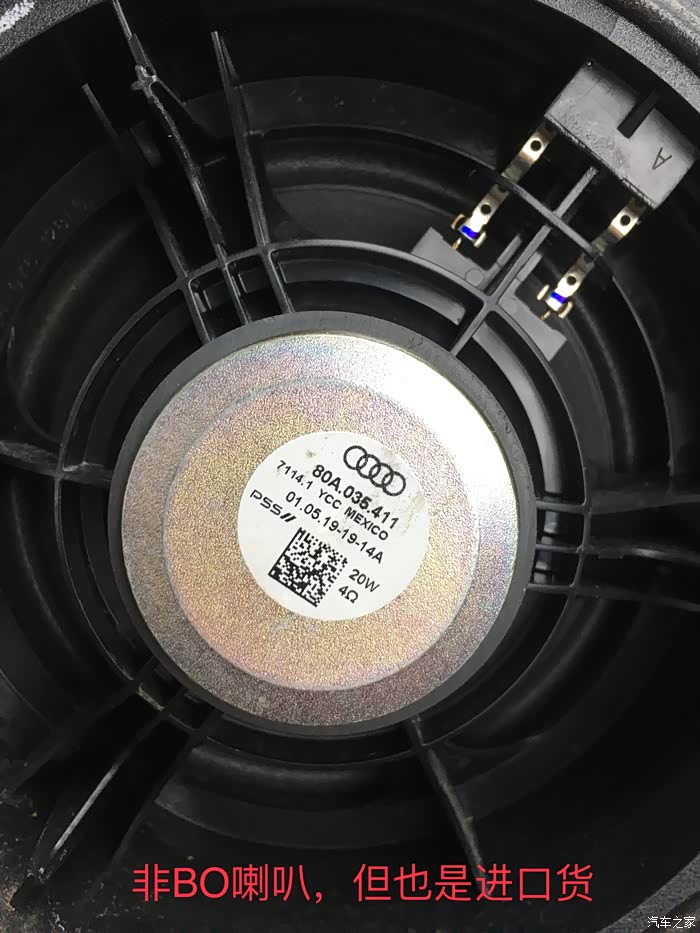 A
80A.035.411
7114.1 YCC MEXICO
01.05.19-19-14A
PSS
20W
4Ω
非BO喇叭，但也是进口货
汽车之家